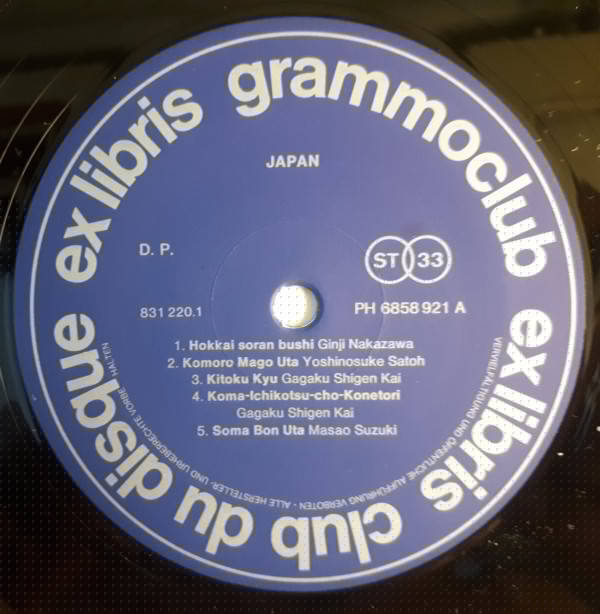 ex libris grammoclub ex libris club du disque
JAPAN
D. P.
ST 33
831 220.1
PH 6858 921 A
1. Hokkai soran bushi Ginji Nakazawa
2. Komoro Mago Uta Yoshinosuke Satoh
3. Kitoku Kyu Gagaku Shigen Kai
4. Koma-Ichikotsu-cho-Konetori
Gagaku Shigen Kai
5. Soma Bon Uta Masao Suzuki
VERVIELFÄLTIGUNG UND ÖFFENTLICHE AUFFÜHRUNG VERBOTEN - ALLE HERSTELLER- UND URHEBERRECHTE VORBEHALTEN